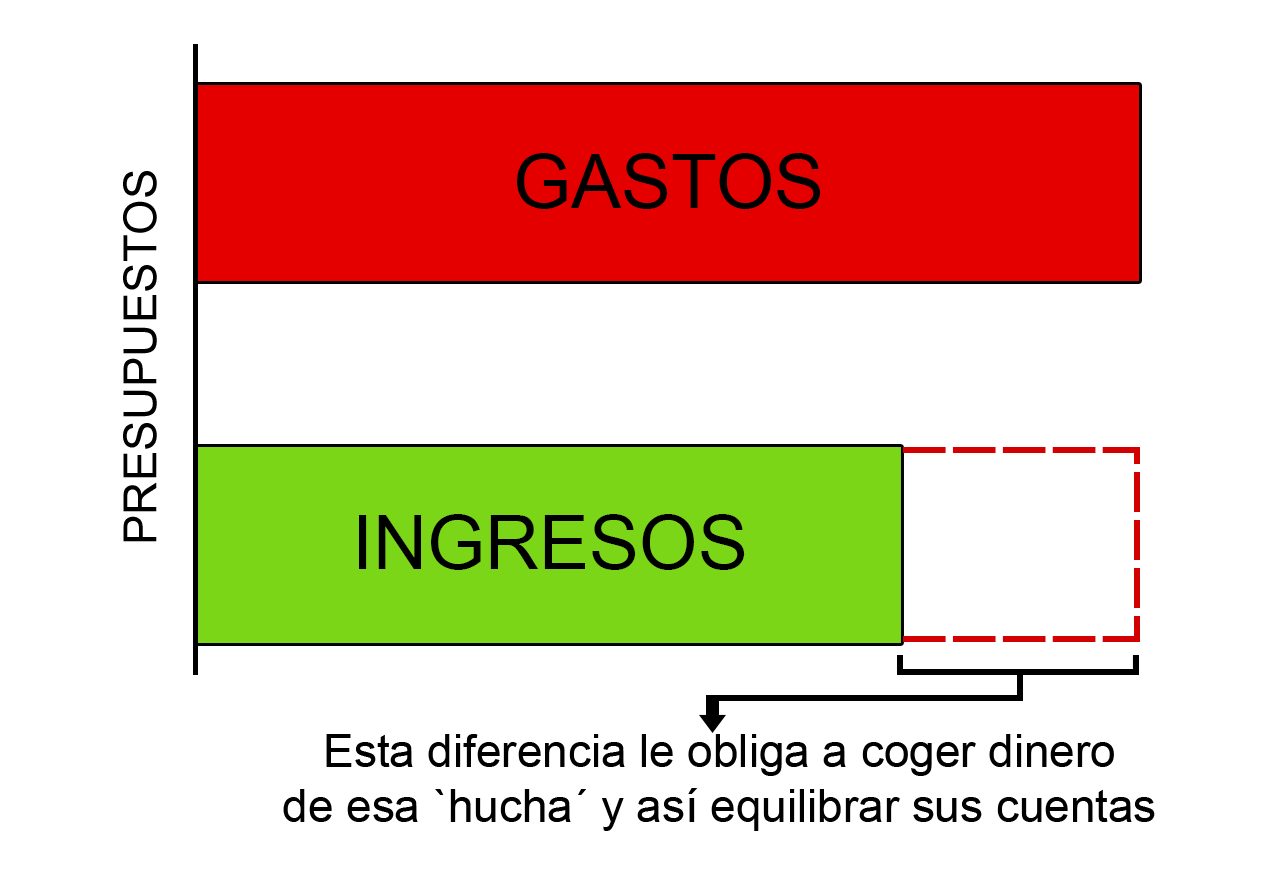 PRESUPUESTOS
GASTOS
INGRESOS
Esta diferencia le obliga a coger dinero
de esa `hucha´ y así equilibrar sus cuentas